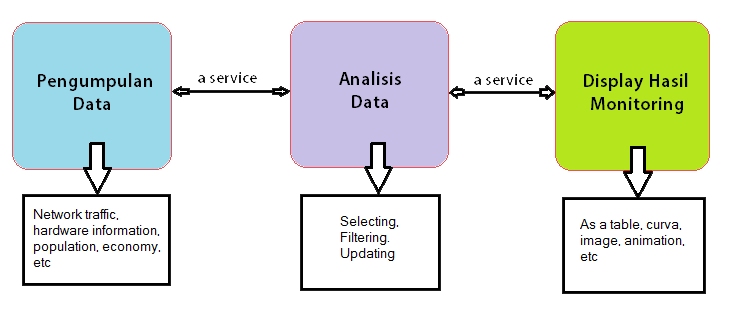 Pengumpulan
Data
a service
Analisis
Data
a service
Display Hasil
Monitoring
Network traffic,
hardware information,
population, economy,
etc
Selecting,
Filtering.
Updating
As a table, curva,
image, animation,
etc